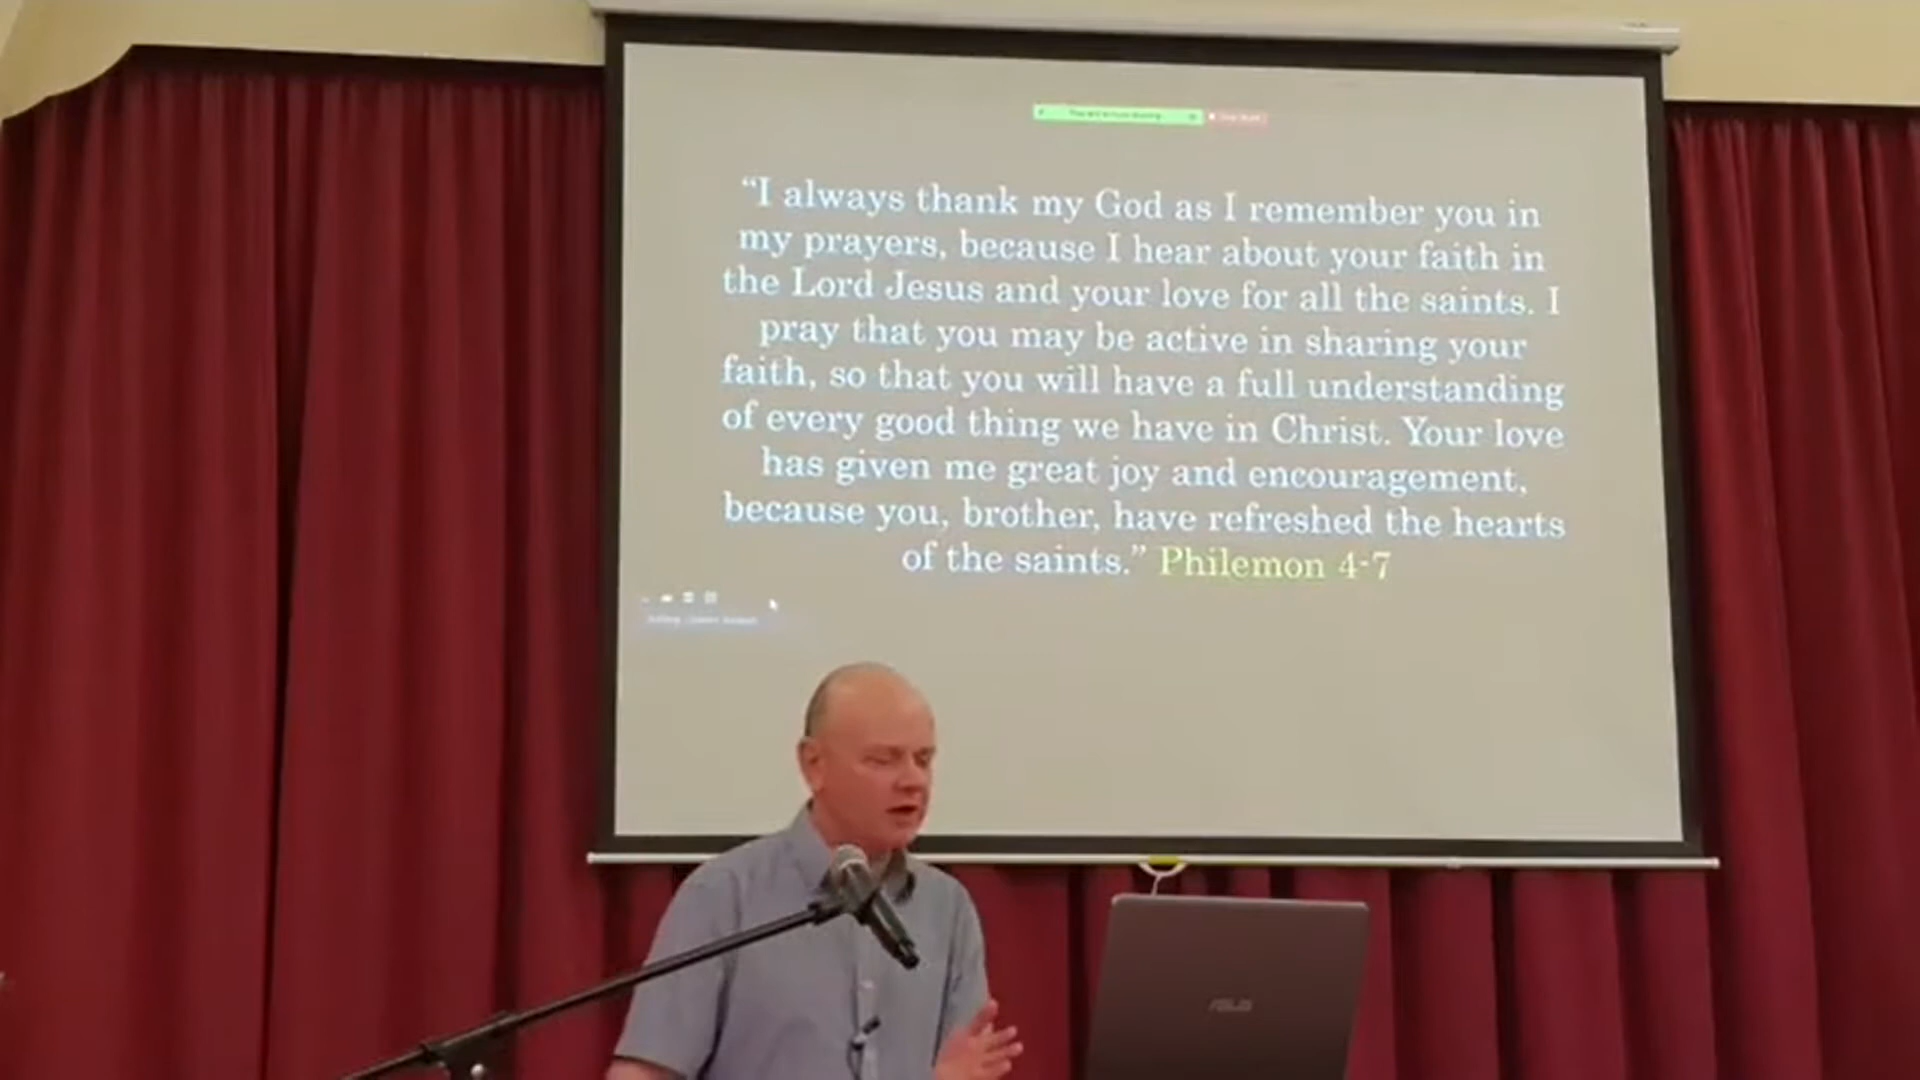 “I always thank my God as I remember you in
my prayers, because I hear about your faith in
the Lord Jesus and your love for all the saints. I
pray that you may be active in sharing your
faith, so that you will have a full understanding
of every good thing we have in Christ. Your love
has given me great joy and encouragement,
because you, brother, have refreshed the hearts
of the saints.” Philemon 4-7
ASUS